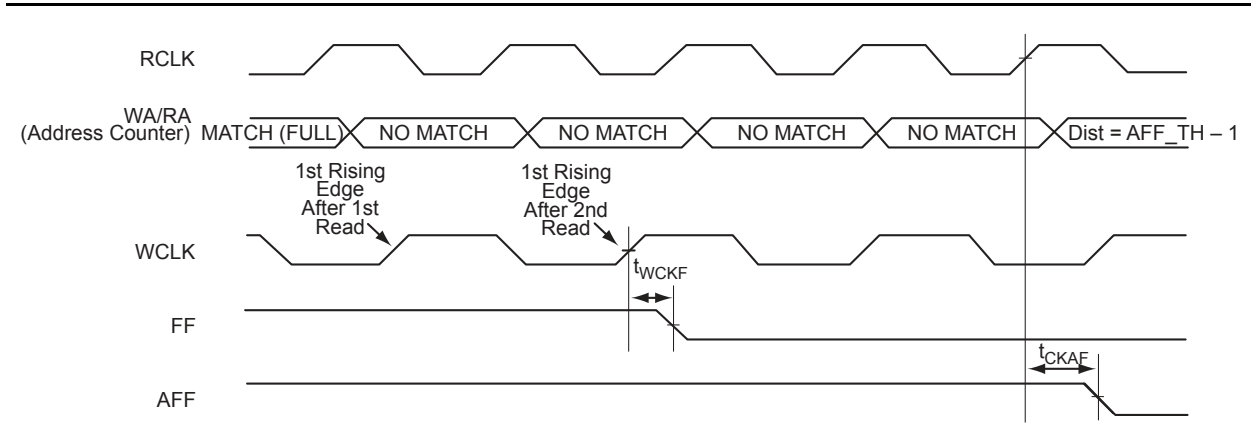 RCLK
WA/RA
(Address Counter) MATCH (FULL) NO MATCH NO MATCH NO MATCH NO MATCH Dist = AFF_TH – 1
1st Rising
Edge
After 1st
Read
1st Rising
Edge
After 2nd
Read
WCLK
tWCKF
FF
tCKAF
AFF